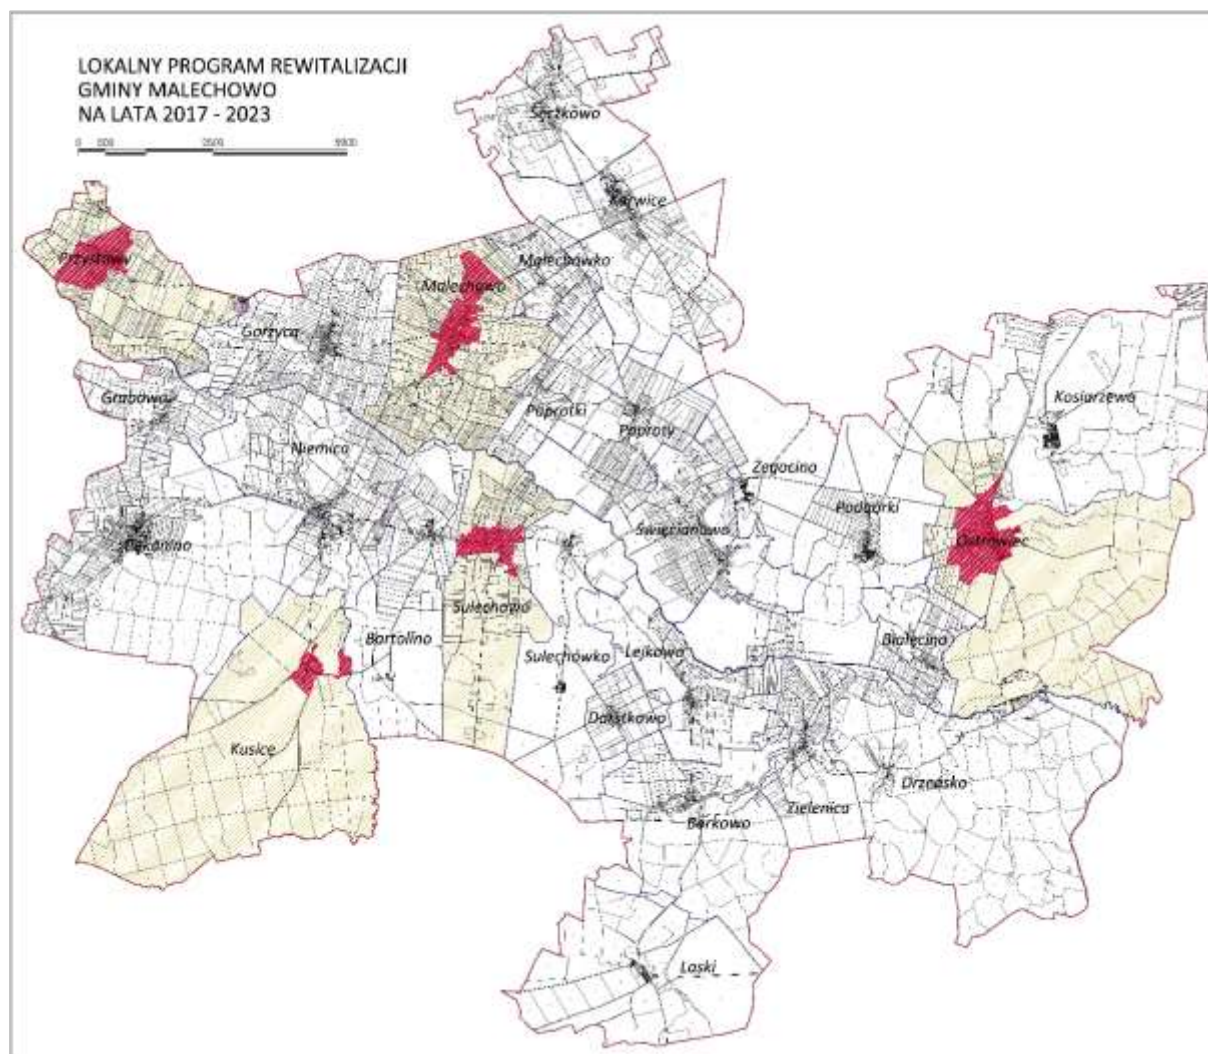 LOKALNY PROGRAM REWITALIZACJI
GMINY MALECHOWO
NA LATA 2017 - 2023
Sęczkowo
Karwice
Przystawy
Malechowo
Malechówko
Gorzyca
Grabowo
Paprotki
Paproty
Kosierzewo
Niemica
Żegocino
Podgórki
Święcianowo
Pękanino
Ostrowiec
Sulechowo
Bartolino
Sulechówko
Lejkowo
Białęcino
Darskowo
Kusice
Drzeńsko
Zielenica
Borkowo
Laski